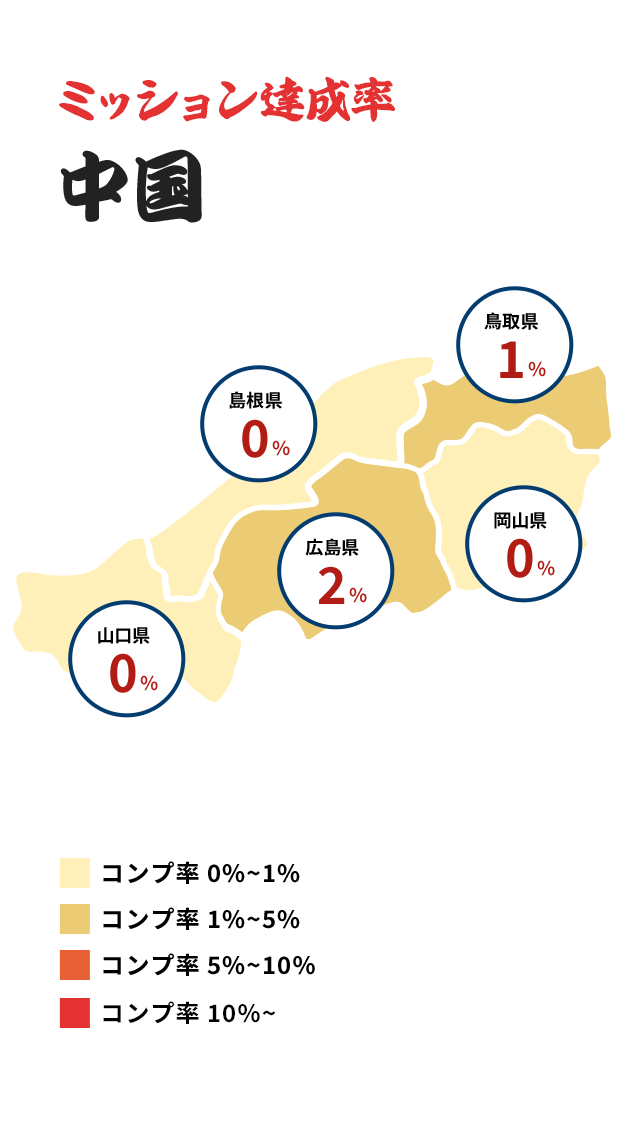 ミッション達成率
中国
鳥取県
1%
島根県
0%
岡山県
0%
広島県
2%
山口県
0%
コンプ率 0%~1%
コンプ率 1%~5%
コンプ率 5%~10%
コンプ率 10%~